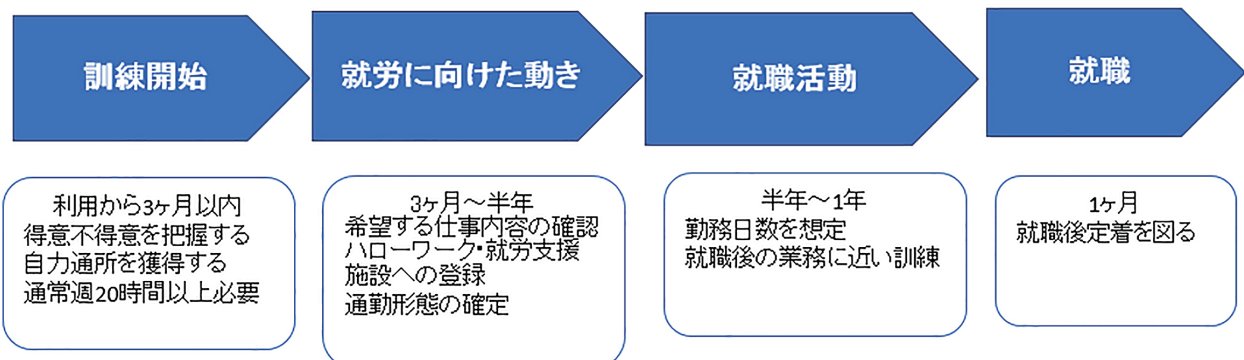 訓練開始
就労に向けた動き
就職活動
就職
利用から3ヶ月以内
得意不得意を把握する
自力通所を獲得する
通常週20時間以上必要
3ヶ月～半年
希望する仕事内容の確認
ハローワーク・就労支援
施設への登録
通勤形態の確定
半年～1年
勤務日数を想定
就職後の業務に近い訓練
1ヶ月
就職後定着を図る